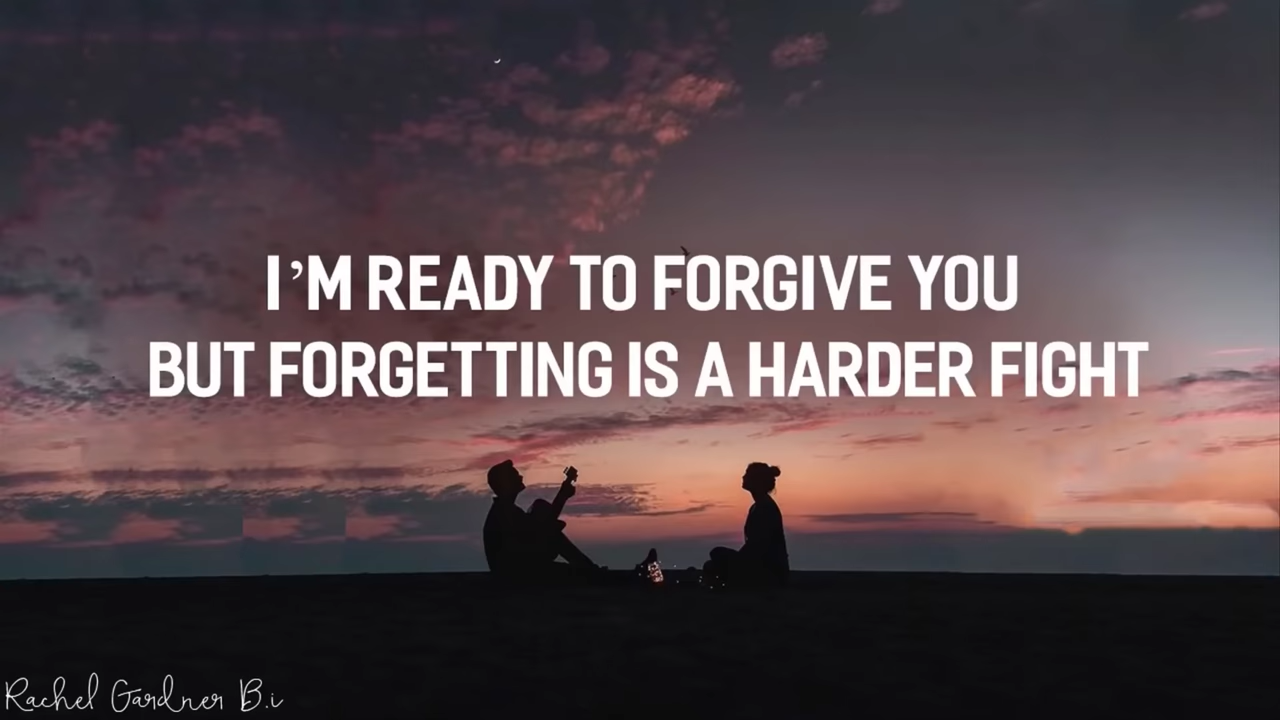 I'M READY TO FORGIVE YOU
BUT FORGETTING IS A HARDER FIGHT
Rachel Gardner B.i